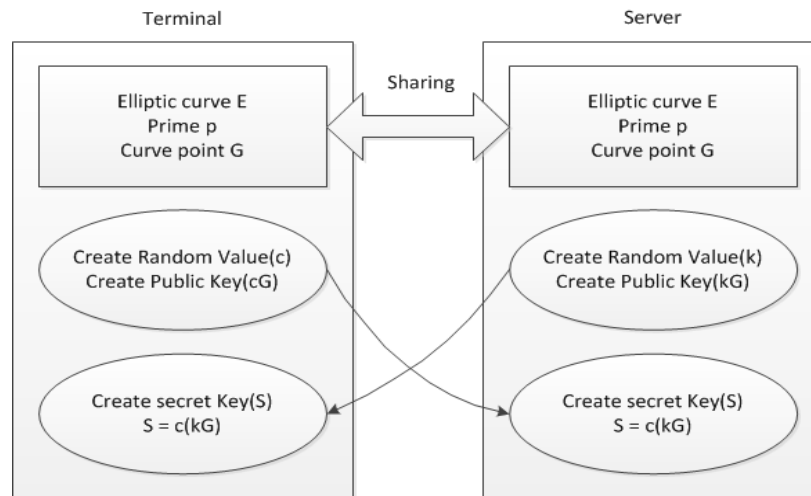 Terminal
Server
Sharing
Elliptic curve E
Prime p
Curve point G
Elliptic curve E
Prime p
Curve point G
Create Random Value(c)
Create Public Key(cG)
Create Random Value(k)
Create Public Key(kG)
Create secret Key(S)
S = c(kG)
Create secret Key(S)
S = c(kG)